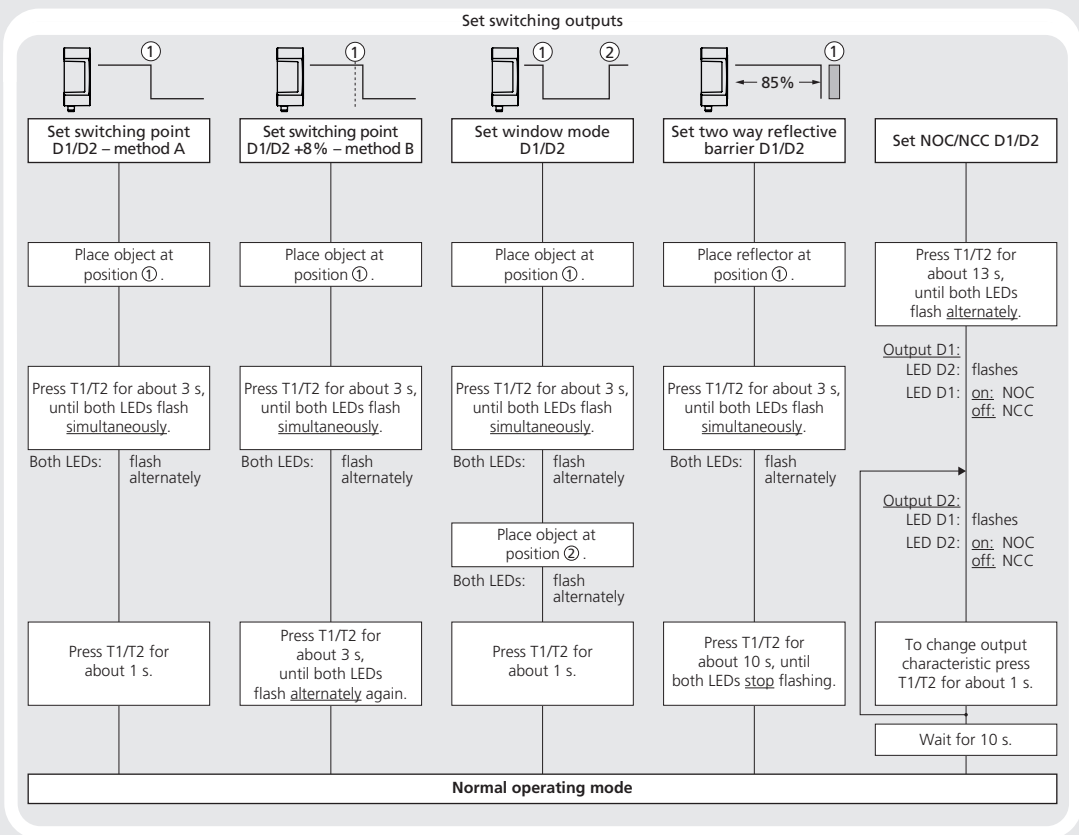 Set switching outputs
①
①
① ②
①
85%
Set switching point
D1/D2 – method A
Set switching point
D1/D2 +8% – method B
Set window mode
D1/D2
Set two way reflective
barrier D1/D2
Set NOC/NCC D1/D2
Place object at
position ① .
Place object at
position ① .
Place object at
position ① .
Place reflector at
position ① .
Press T1/T2 for
about 13 s,
until both LEDs
flash alternately.
Output D1:
LED D2: flashes
LED D1: on: NOC
off: NCC
Press T1/T2 for about 3 s,
until both LEDs flash
simultaneously.
Both LEDs: flash
alternately
Press T1/T2 for about 3 s,
until both LEDs flash
simultaneously.
Both LEDs: flash
alternately
Press T1/T2 for about 3 s,
until both LEDs flash
simultaneously.
Both LEDs: flash
alternately
Press T1/T2 for about 3 s,
until both LEDs flash
simultaneously.
Both LEDs: flash
alternately
Output D2:
LED D1: flashes
LED D2: on: NOC
off: NCC
Place object at
position ② .
Both LEDs: flash
alternately
Press T1/T2 for
about 1 s.
Press T1/T2 for
about 3 s,
until both LEDs
flash alternately again.
Press T1/T2 for
about 1 s.
Press T1/T2 for
about 10 s, until
both LEDs stop flashing.
To change output
characteristic press
T1/T2 for about 1 s.
Wait for 10 s.
Normal operating mode